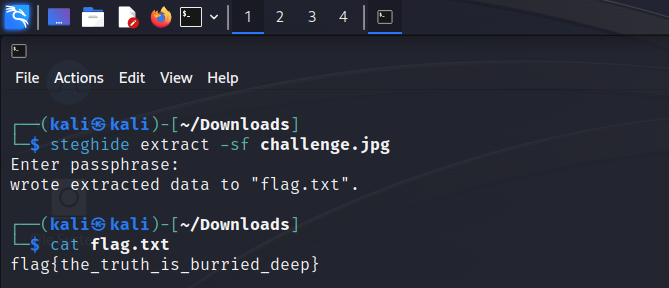 1 2 3 4
File Actions Edit View Help
┌──(kali㉿kali)-[~/Downloads]
└─$ steghide extract -sf challenge.jpg
Enter passphrase:
wrote extracted data to "flag.txt".
┌──(kali㉿kali)-[~/Downloads]
└─$ cat flag.txt
flag{the_truth_is_burried_deep}